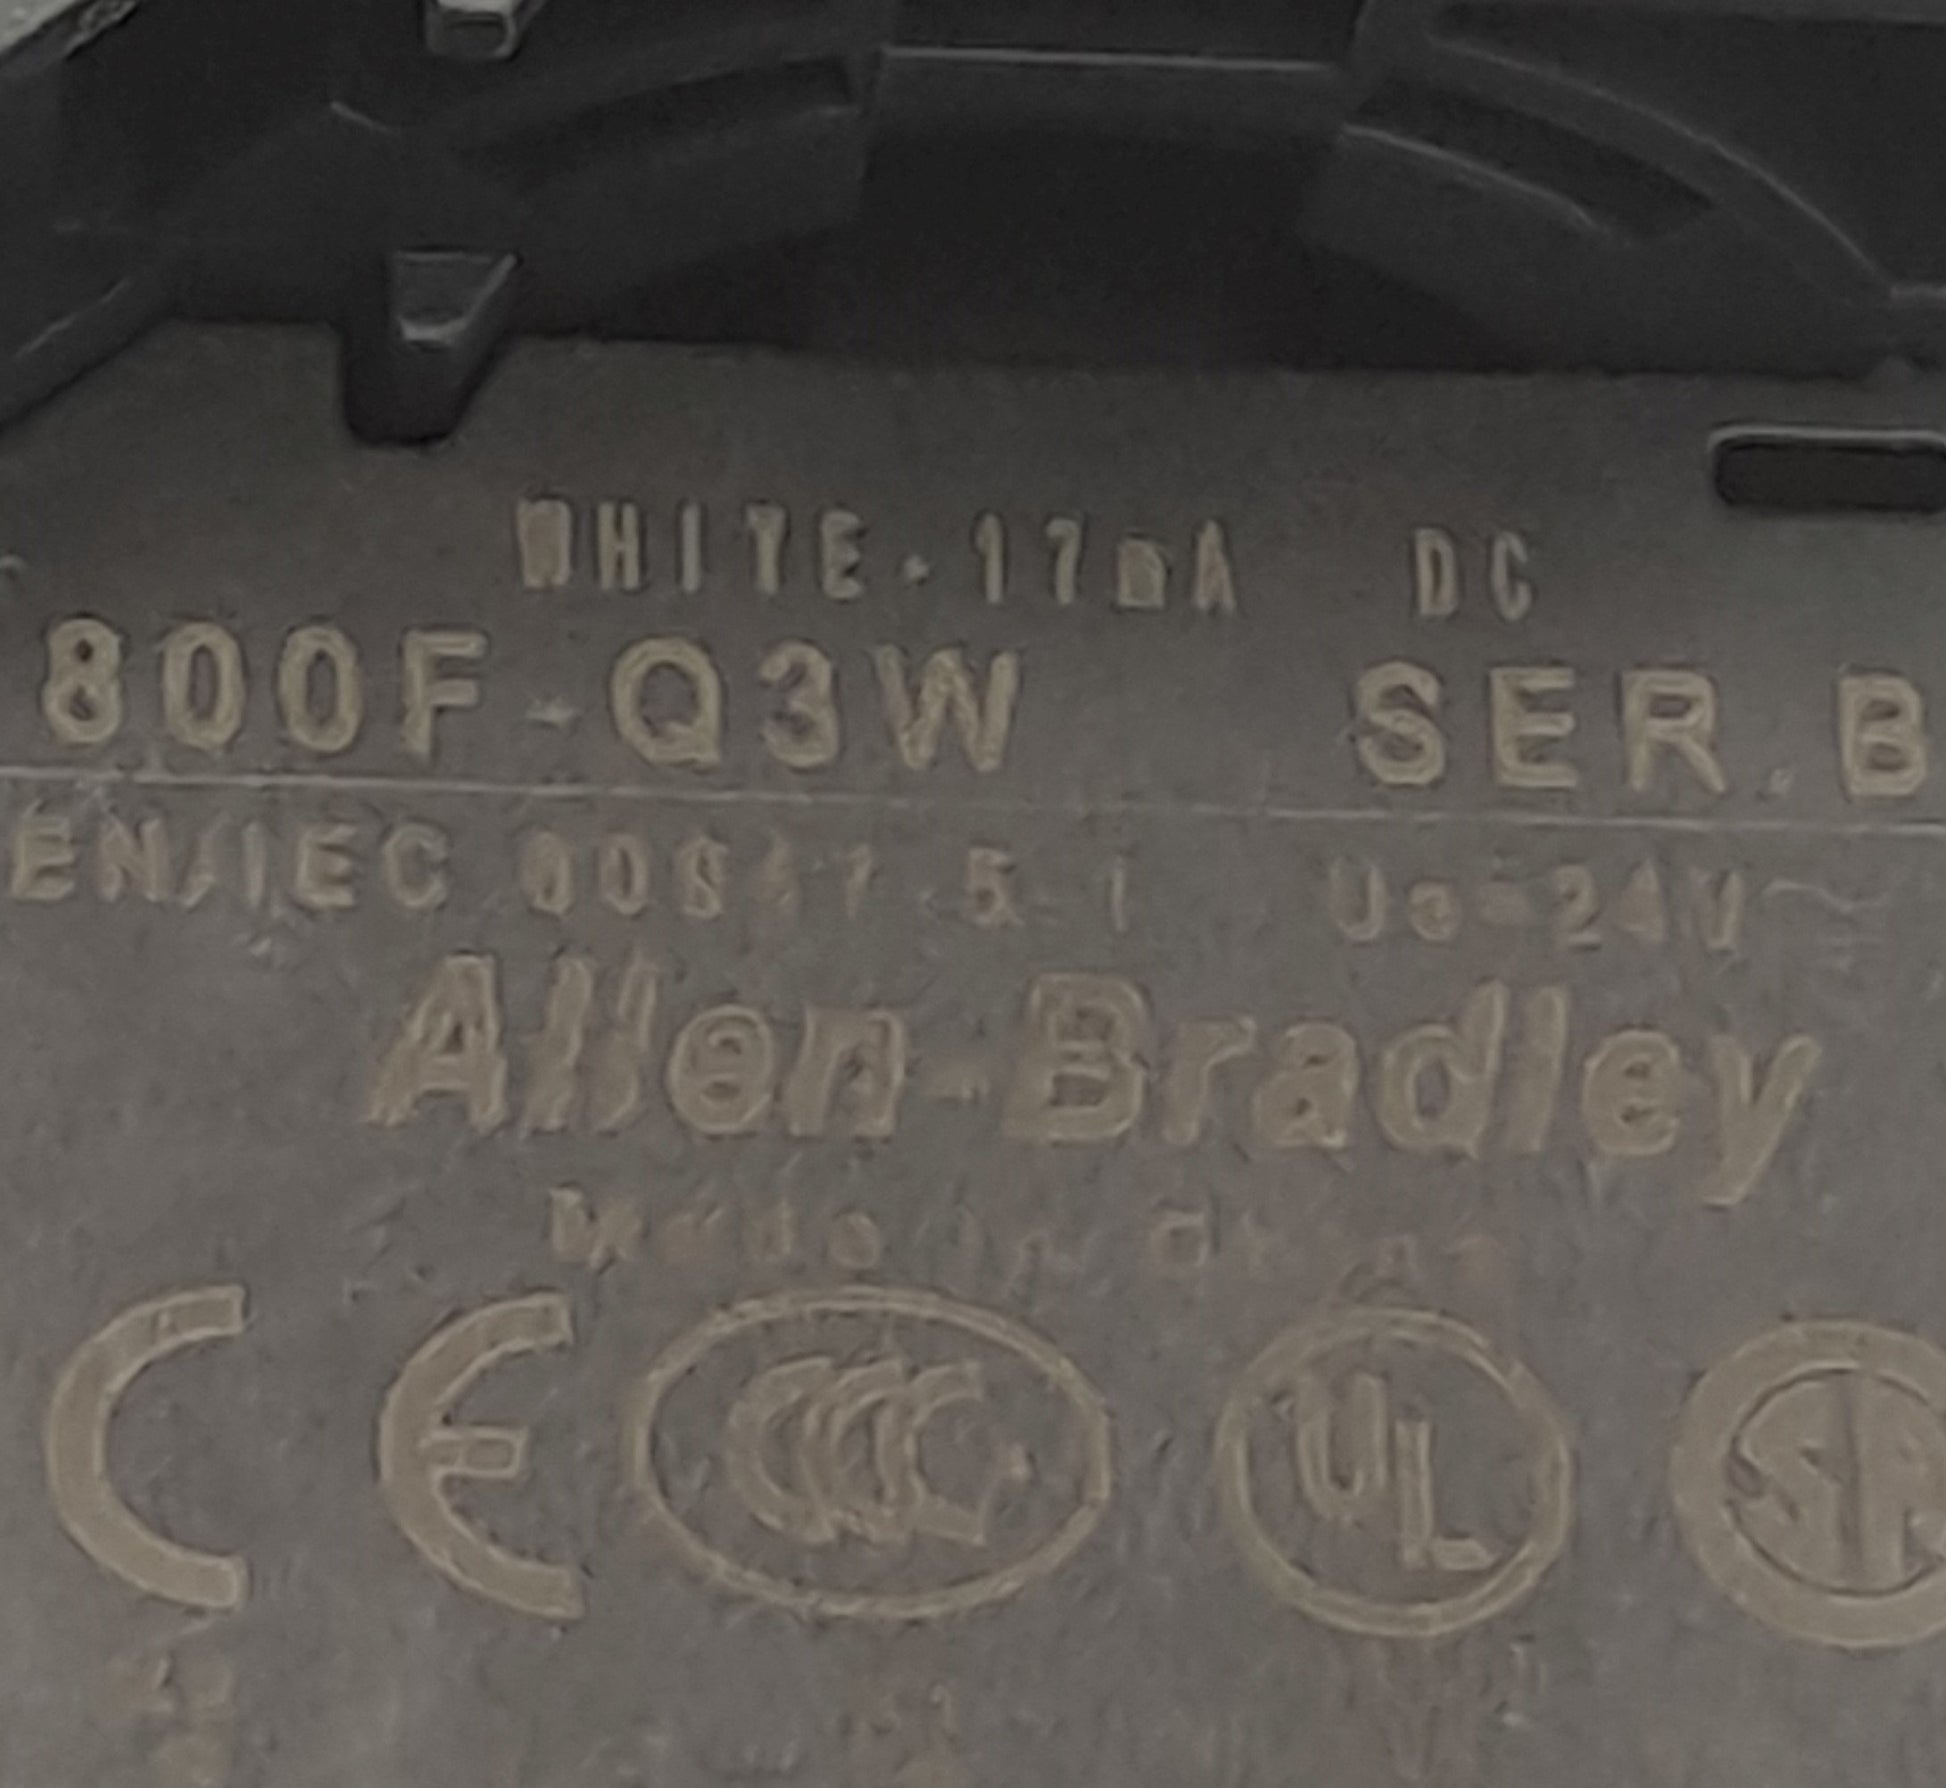 WHITE-17mA DC
800F-Q3W SER.B
EN/IEC 60947-5-1 Ue=24V~
Allen-Bradley
Made in
CE CCC UL